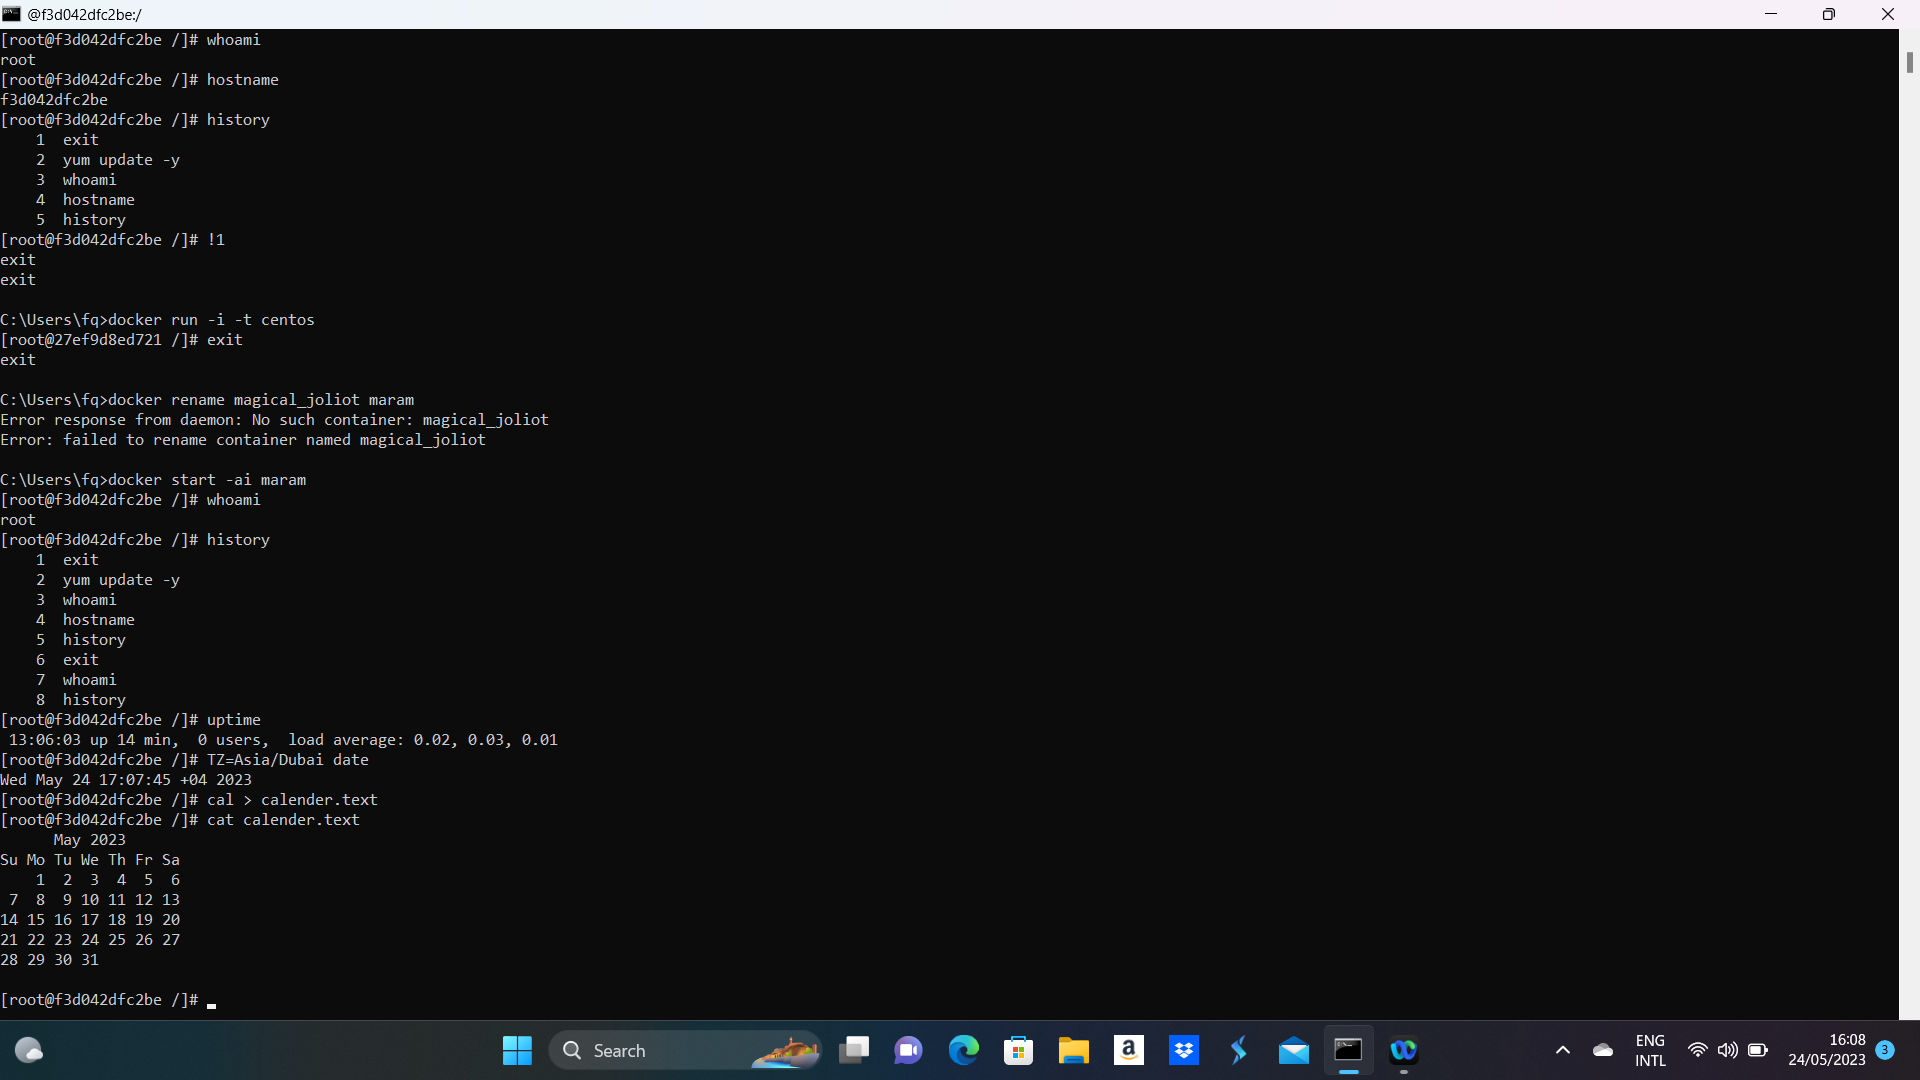 @f3d042dfc2be:/
[root@f3d042dfc2be /]# whoami
root
[root@f3d042dfc2be /]# hostname
f3d042dfc2be
[root@f3d042dfc2be /]# history
    1  exit
    2  yum update -y
    3  whoami
    4  hostname
    5  history
[root@f3d042dfc2be /]# !1
exit
exit
C:\Users\fq>docker run -i -t centos
[root@27ef9d8ed721 /]# exit
exit
C:\Users\fq>docker rename magical_joliot maram
Error response from daemon: No such container: magical_joliot
Error: failed to rename container named magical_joliot
C:\Users\fq>docker start -ai maram
[root@f3d042dfc2be /]# whoami
root
[root@f3d042dfc2be /]# history
    1  exit
    2  yum update -y
    3  whoami
    4  hostname
    5  history
    6  exit
    7  whoami
    8  history
[root@f3d042dfc2be /]# uptime
 13:06:03 up 14 min,  0 users,  load average: 0.02, 0.03, 0.01
[root@f3d042dfc2be /]# TZ=Asia/Dubai date
Wed May 24 17:07:45 +04 2023
[root@f3d042dfc2be /]# cal > calender.text
[root@f3d042dfc2be /]# cat calender.text
      May 2023
Su Mo Tu We Th Fr Sa
    1  2  3  4  5  6
 7  8  9 10 11 12 13
14 15 16 17 18 19 20
21 22 23 24 25 26 27
28 29 30 31
[root@f3d042dfc2be /]#
Search
a
ENG
INTL
16:08
24/05/2023
3